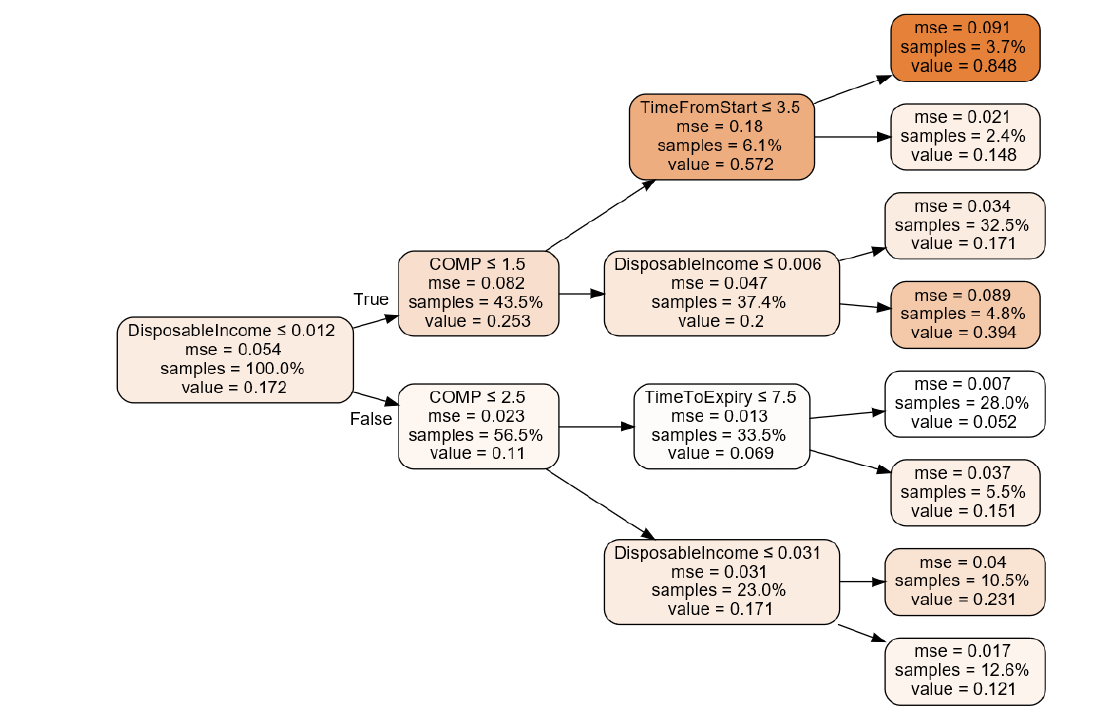 DisposableIncome ≤ 0.012
mse = 0.054
samples = 100.0%
value = 0.172
True
False
COMP ≤ 1.5
mse = 0.082
samples = 43.5%
value = 0.253
COMP ≤ 2.5
mse = 0.023
samples = 56.5%
value = 0.11
TimeFromStart ≤ 3.5
mse = 0.18
samples = 6.1%
value = 0.572
DisposableIncome ≤ 0.006
mse = 0.047
samples = 37.4%
value = 0.2
TimeToExpiry ≤ 7.5
mse = 0.013
samples = 33.5%
value = 0.069
DisposableIncome ≤ 0.031
mse = 0.031
samples = 23.0%
value = 0.171
mse = 0.091
samples = 3.7%
value = 0.848
mse = 0.021
samples = 2.4%
value = 0.148
mse = 0.034
samples = 32.5%
value = 0.171
mse = 0.089
samples = 4.8%
value = 0.394
mse = 0.007
samples = 28.0%
value = 0.052
mse = 0.037
samples = 5.5%
value = 0.151
mse = 0.04
samples = 10.5%
value = 0.231
mse = 0.017
samples = 12.6%
value = 0.121